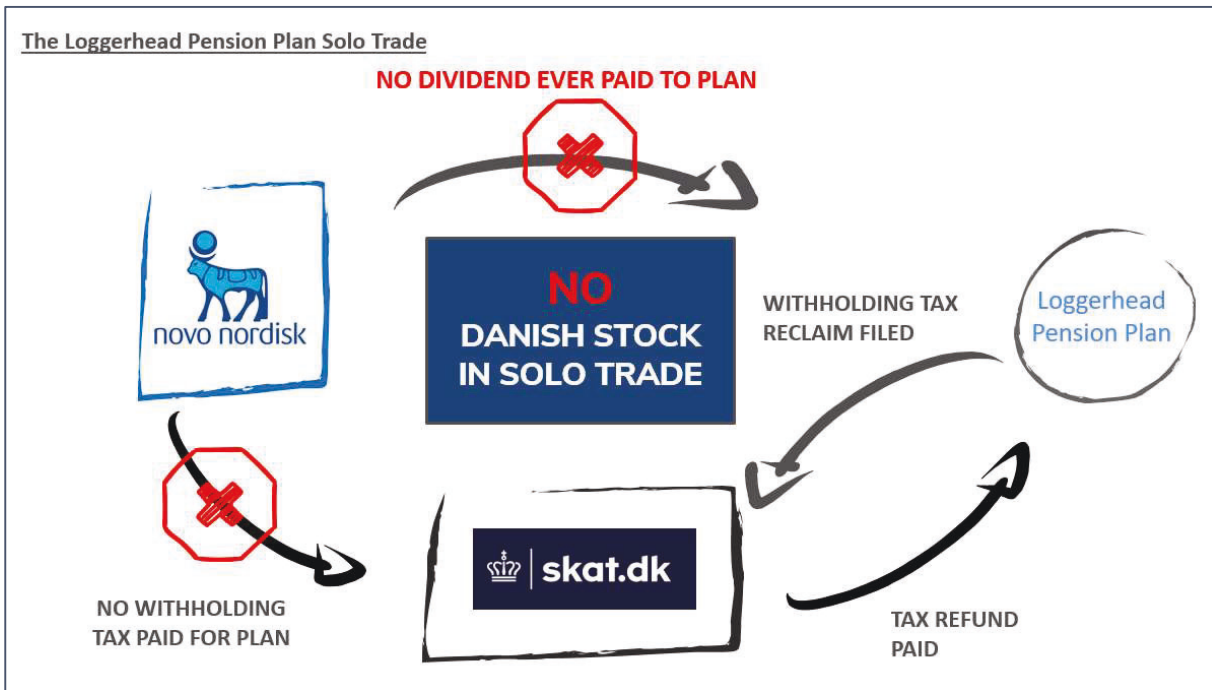 The Loggerhead Pension Plan Solo Trade
NO DIVIDEND EVER PAID TO PLAN
novo nordisk
NO
DANISH STOCK
IN SOLO TRADE
WITHHOLDING TAX
RECLAIM FILED
Loggerhead
Pension Plan
skat.dk
NO WITHHOLDING
TAX PAID FOR PLAN
TAX REFUND
PAID